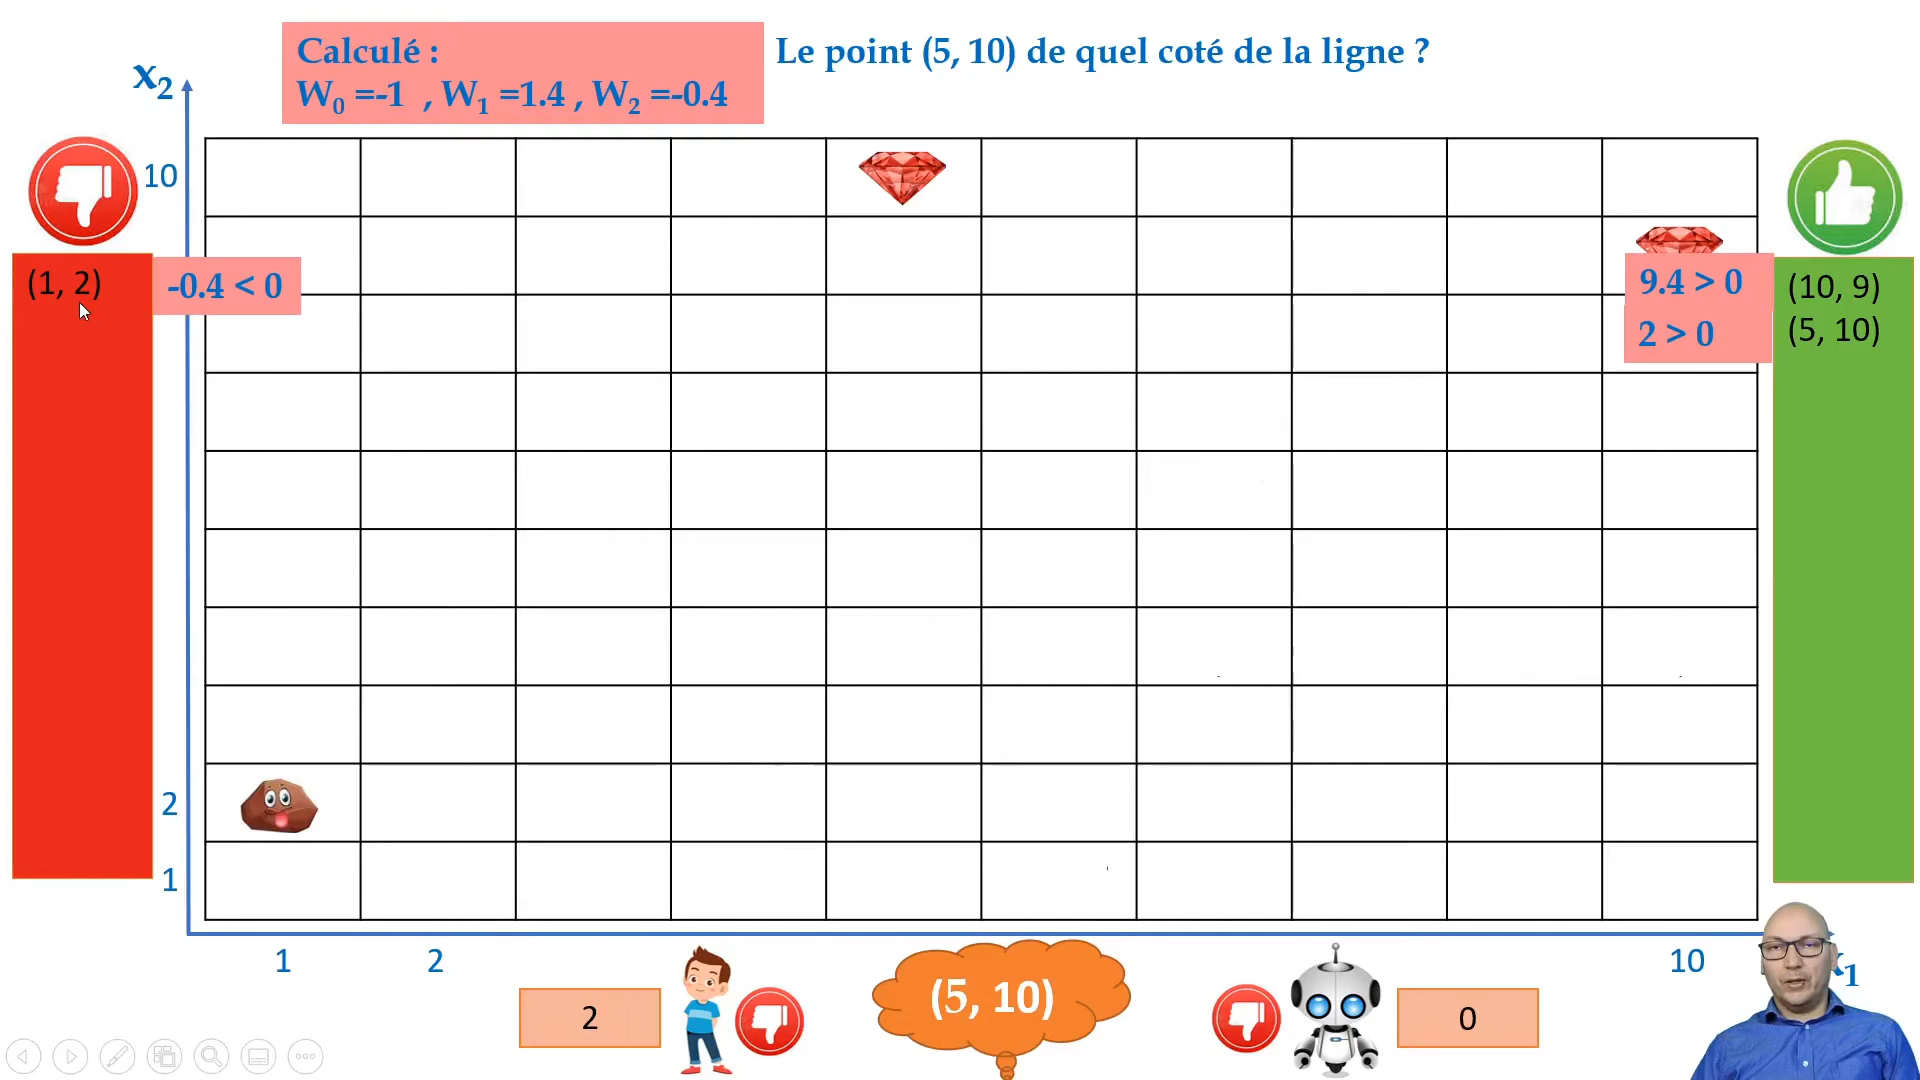 Calculé :
W0 =-1 , W1 =1.4 , W2 =-0.4
Le point (5, 10) de quel coté de la ligne ?
x2
10
(1, 2)
-0.4 < 0
9.4 > 0
2 > 0
(10, 9)
(5, 10)
2
1
1
2
10
x1
2
(5, 10)
0